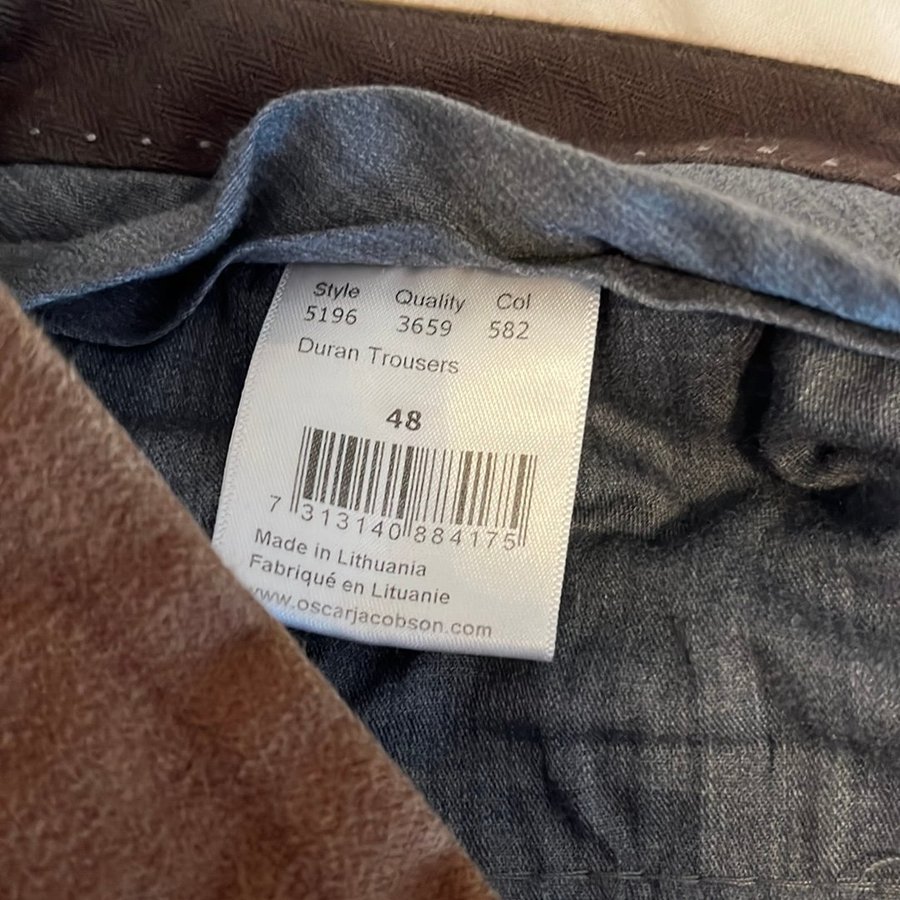 Style Quality Col
5196 3659 582
Duran Trousers
48
7 313140 884175
Made in Lithuania
Fabriqué en Lituanie
www.oscarjacobson.com